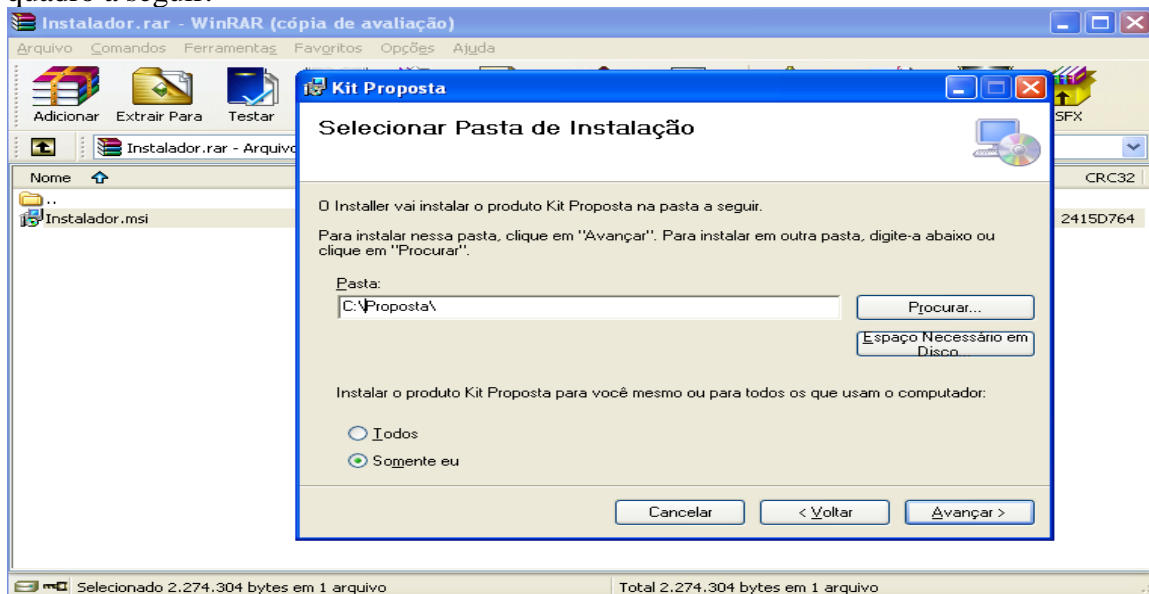 Instalador.rar - WinRAR (cópia de avaliação)
Arquivo Comandos Ferramentas Favoritos Opções Ajuda
Adicionar Extrair Para Testar SFX
Instalador.rar - Arquivo
Nome CRC32
..
Instalador.msi 2415D764
Kit Proposta
Selecionar Pasta de Instalação
O Installer vai instalar o produto Kit Proposta na pasta a seguir.
Para instalar nessa pasta, clique em "Avançar". Para instalar em outra pasta, digite-a abaixo ou
clique em "Procurar".
Pasta:
C:\Proposta\
Procurar...
Espaço Necessário em
Disco...
Instalar o produto Kit Proposta para você mesmo ou para todos os que usam o computador:
Todos
Somente eu
Cancelar < Voltar Avançar >
Selecionado 2.274.304 bytes em 1 arquivo Total 2.274.304 bytes em 1 arquivo